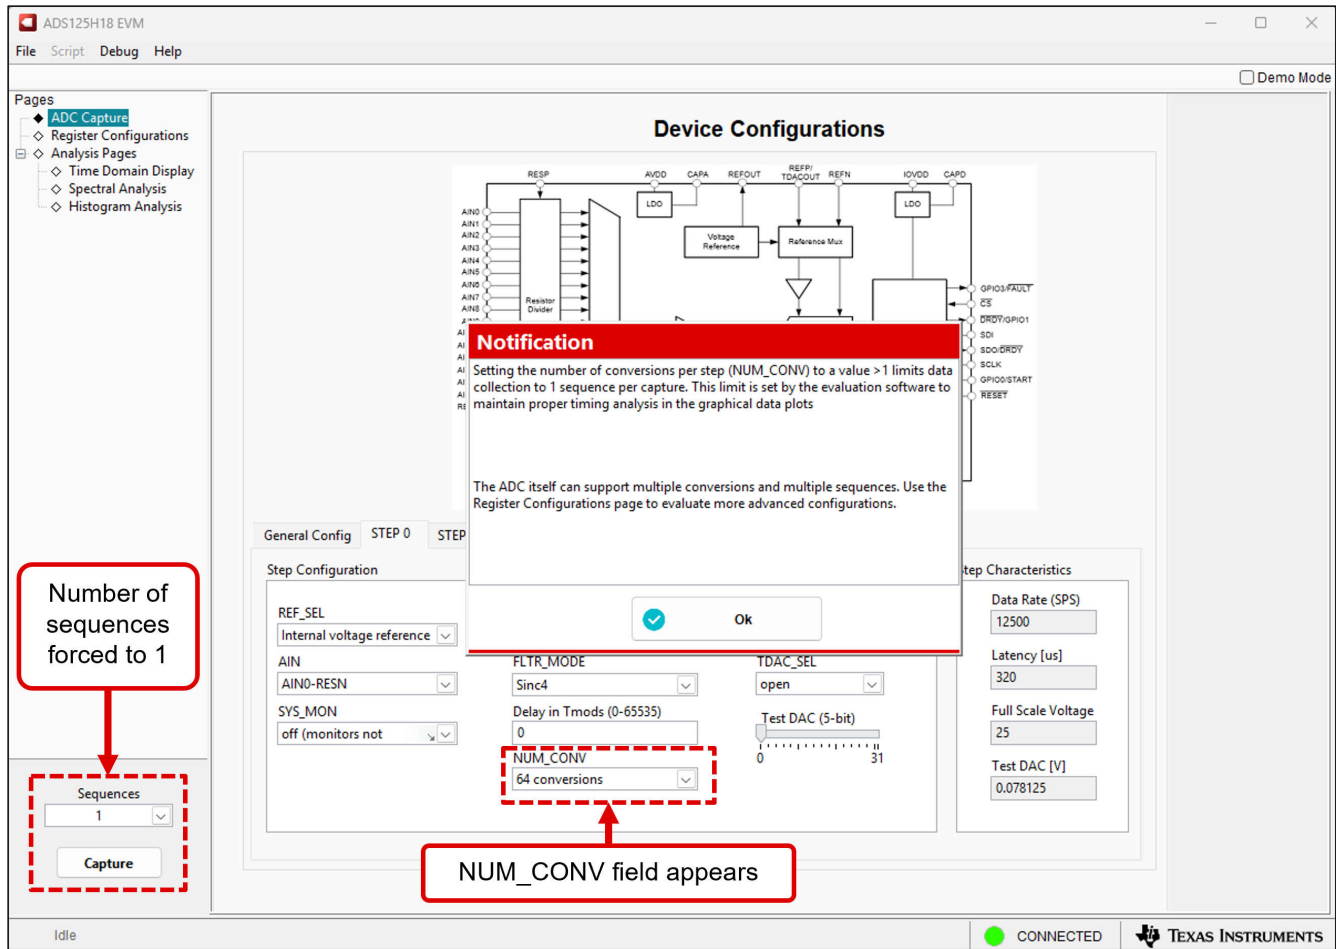 ADS125H18 EVM
File Script Debug Help
Demo Mode
Pages
ADC Capture
Register Configurations
Analysis Pages
Time Domain Display
Spectral Analysis
Histogram Analysis
Device Configurations
RESP
AVDD
CAPA
REFOUT
REFP/
TDACOUT
REFN
IOVDD
CAPD
LDO
LDO
AIN0
AIN1
AIN2
AIN3
AIN4
AIN5
AIN6
AIN7
AIN8
Resistor
Divider
Voltage
Reference
Reference Mux
GPIO3/FAULT
CS
DRDY/GPIO1
SDI
SDO/DRDY
SCLK
GPIO0/START
RESET
AI
AI
AI
AI
AI
AI
RE
Notification
Setting the number of conversions per step (NUM_CONV) to a value >1 limits data
collection to 1 sequence per capture. This limit is set by the evaluation software to
maintain proper timing analysis in the graphical data plots
The ADC itself can support multiple conversions and multiple sequences. Use the
Register Configurations page to evaluate more advanced configurations.
Ok
General Config STEP 0 STEP
Step Configuration
REF_SEL
Internal voltage reference
AIN
AIN0-RESN
SYS_MON
off (monitors not
FLTR_MODE
Sinc4
Delay in Tmods (0-65535)
0
NUM_CONV
64 conversions
TDAC_SEL
open
Test DAC (5-bit)
0 31
tep Characteristics
Data Rate (SPS)
12500
Latency [us]
320
Full Scale Voltage
25
Test DAC [V]
0.078125
Number of
sequences
forced to 1
Sequences
1
Capture
NUM_CONV field appears
Idle
CONNECTED
TEXAS INSTRUMENTS